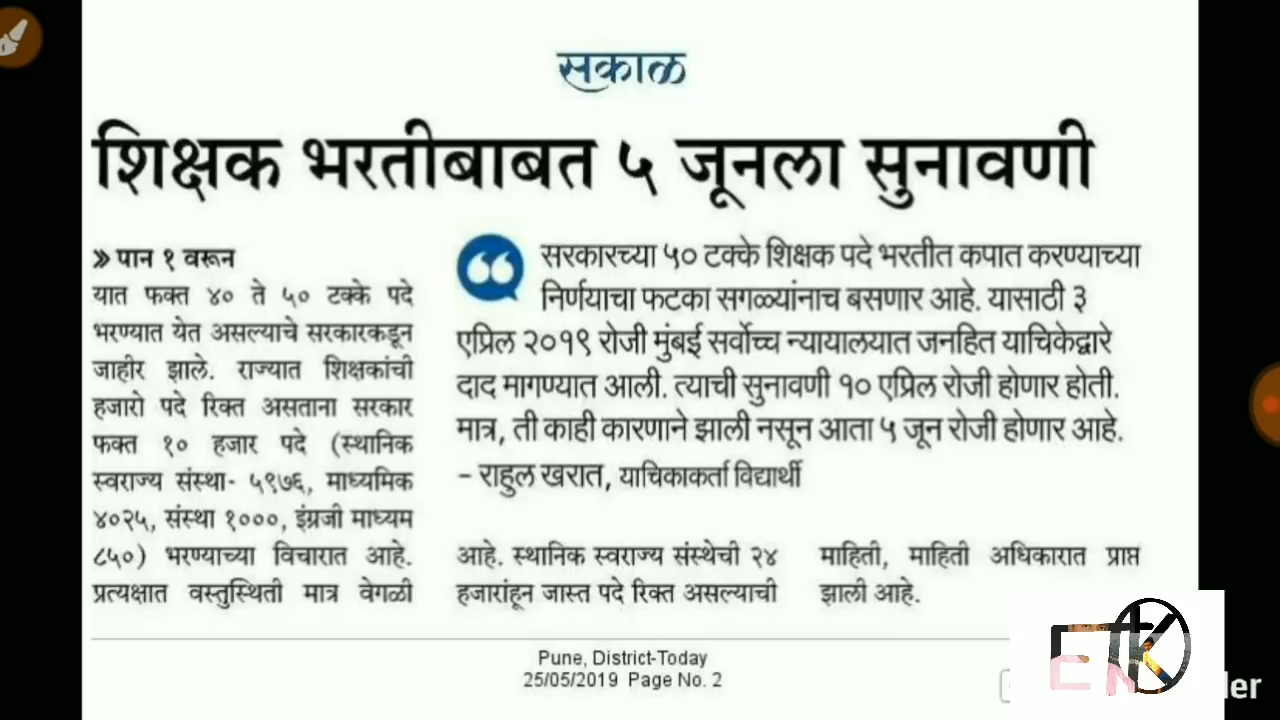 सकाळ
शिक्षक भरतीबाबत ५ जूनला सुनावणी
» पान १ वरून
यात फक्त ४० ते ५० टक्के पदे
भरण्यात येत असल्याचे सरकारकडून
जाहीर झाले. राज्यात शिक्षकांची
हजारो पदे रिक्त असताना सरकार
फक्त १० हजार पदे (स्थानिक
स्वराज्य संस्था- ५९७६, माध्यमिक
४०२५, संस्था १०००, इंग्रजी माध्यम
८५०) भरण्याच्या विचारात आहे.
प्रत्यक्षात वस्तुस्थिती मात्र वेगळी
सरकारच्या ५० टक्के शिक्षक पदे भरतीत कपात करण्याच्या
निर्णयाचा फटका सगळ्यांनाच बसणार आहे. यासाठी ३
एप्रिल २०१९ रोजी मुंबई सर्वोच्च न्यायालयात जनहित याचिकेद्वारे
दाद मागण्यात आली. त्याची सुनावणी १० एप्रिल रोजी होणार होती.
मात्र, ती काही कारणाने झाली नसून आता ५ जून रोजी होणार आहे.
- राहुल खरात, याचिकाकर्ता विद्यार्थी
आहे. स्थानिक स्वराज्य संस्थेची २४
हजारांहून जास्त पदे रिक्त असल्याची
माहिती, माहिती अधिकारात प्राप्त
झाली आहे.
Pune, District-Today
25/05/2019 Page No. 2